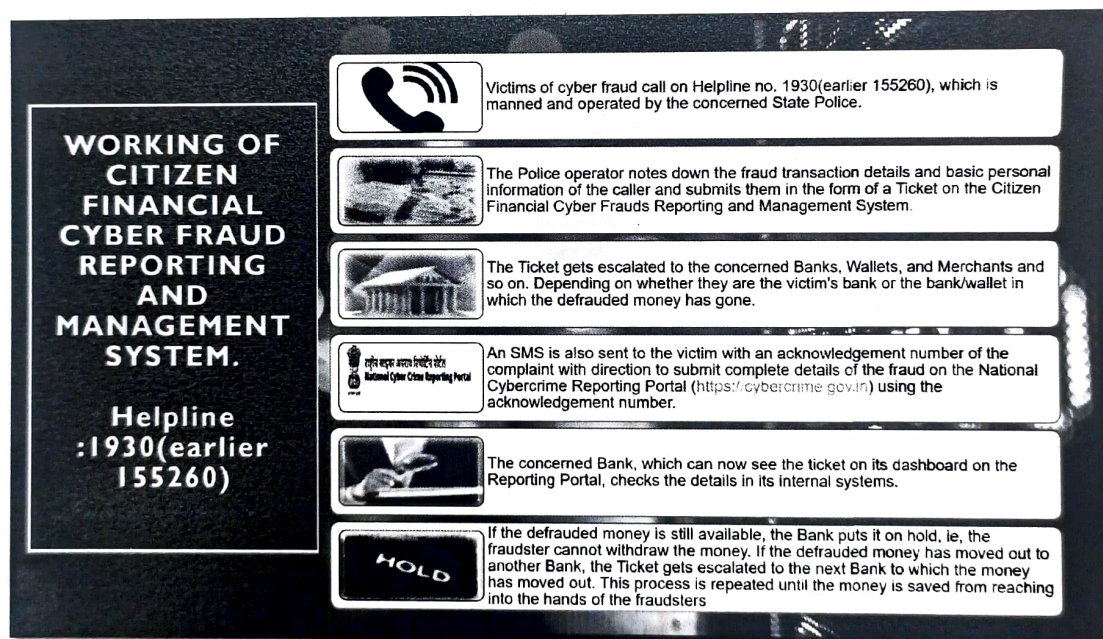 WORKING OF
CITIZEN
FINANCIAL
CYBER FRAUD
REPORTING
AND
MANAGEMENT
SYSTEM.
Helpline
:1930(earlier
155260)
Victims of cyber fraud call on Helpline no. 1930(earlier 155260), which is
manned and operated by the concerned State Police.
The Police operator notes down the fraud transaction details and basic personal
information of the caller and submits them in the form of a Ticket on the Citizen
Financial Cyber Frauds Reporting and Management System.
The Ticket gets escalated to the concerned Banks, Wallets, and Merchants and
so on. Depending on whether they are the victim's bank or the bank/wallet in
which the defrauded money has gone.
राष्ट्रीय साइबर अपराध रिपोर्टिंग पोर्टल
National Cyber Crime Reporting Portal
An SMS is also sent to the victim with an acknowledgement number of the
complaint with direction to submit complete details of the fraud on the National
Cybercrime Reporting Portal (https://cybercrime.gov.in) using the
acknowledgement number.
The concerned Bank, which can now see the ticket on its dashboard on the
Reporting Portal, checks the details in its internal systems.
HOLD
If the defrauded money is still available, the Bank puts it on hold, ie, the
fraudster cannot withdraw the money. If the defrauded money has moved out to
another Bank, the Ticket gets escalated to the next Bank to which the money
has moved out. This process is repeated until the money is saved from reaching
into the hands of the fraudsters